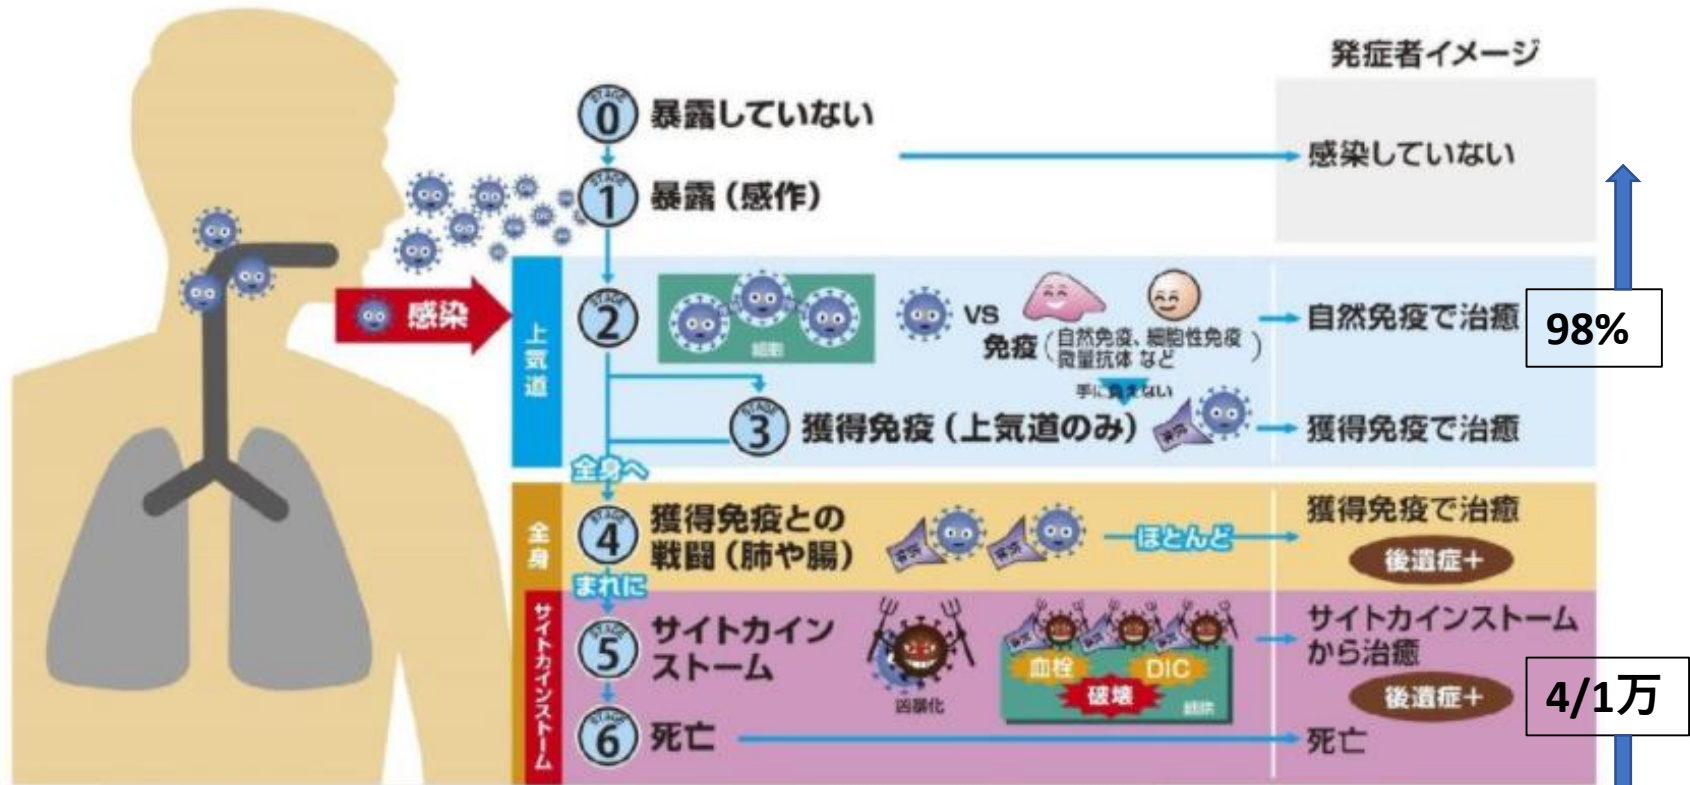 発症者イメージ
STAGE 0 暴露していない
感染していない
STAGE 1 暴露（感作）
感染
上気道
STAGE 2
細胞
VS
免疫（自然免疫、細胞性免疫
微量抗体 など）
自然免疫で治癒
98%
手に負えない
STAGE 3 獲得免疫（上気道のみ）
抗体
獲得免疫で治癒
全身へ
全身
STAGE 4 獲得免疫との
戦闘（肺や腸）
抗体
抗体
ほとんど
獲得免疫で治癒
後遺症＋
まれに
サイトカインストーム
STAGE 5 サイトカイン
ストーム
凶暴化
抗体
抗体
抗体
血栓
DIC
破壊
細胞
サイトカインストーム
から治癒
後遺症＋
4/1万
STAGE 6 死亡
死亡